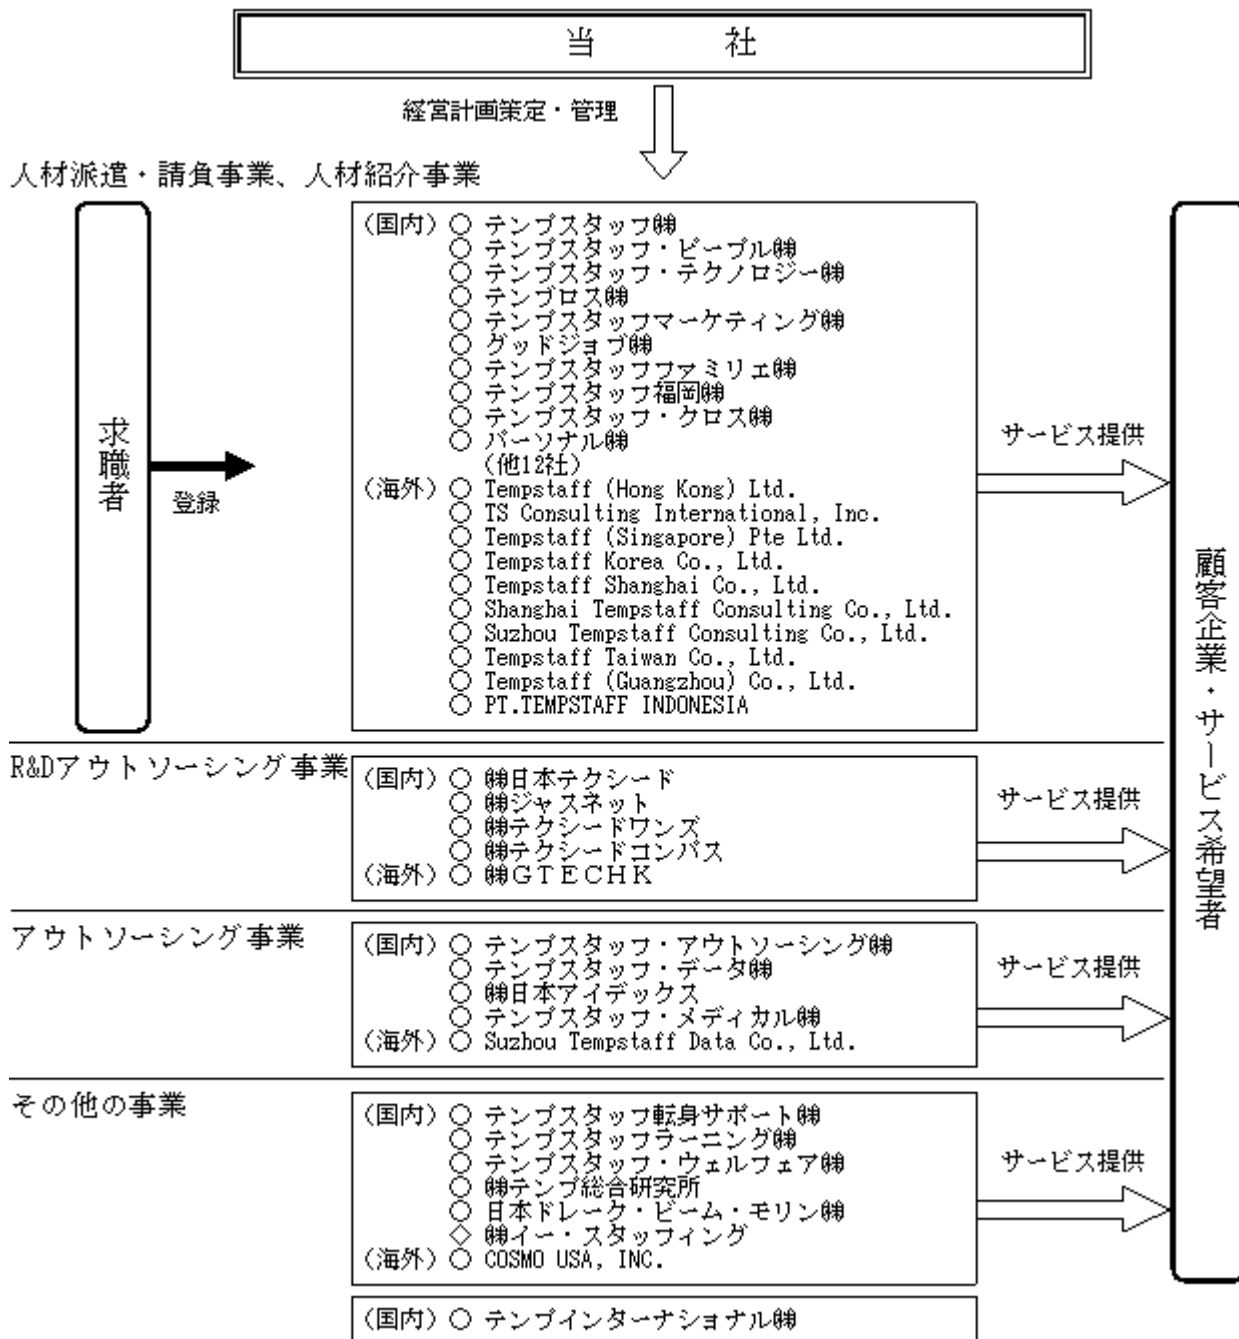 当　　　社
経営計画策定・管理
人材派遣・請負事業、人材紹介事業
求職者
登録
（国内）○ テンプスタッフ㈱
○ テンプスタッフ・ピープル㈱
○ テンプスタッフ・テクノロジー㈱
○ テンプロス㈱
○ テンプスタッフマーケティング㈱
○ グッドジョブ㈱
○ テンプスタッフファミリエ㈱
○ テンプスタッフ福岡㈱
○ テンプスタッフ・クロス㈱
○ パーソナル㈱
（他12社）
（海外）○ Tempstaff (Hong Kong) Ltd.
○ TS Consulting International, Inc.
○ Tempstaff (Singapore) Pte Ltd.
○ Tempstaff Korea Co., Ltd.
○ Tempstaff Shanghai Co., Ltd.
○ Shanghai Tempstaff Consulting Co., Ltd.
○ Suzhou Tempstaff Consulting Co., Ltd.
○ Tempstaff Taiwan Co., Ltd.
○ Tempstaff (Guangzhou) Co., Ltd.
○ PT.TEMPSTAFF INDONESIA
サービス提供
顧客企業・サービス希望者
R&Dアウトソーシング事業
（国内）○ ㈱日本テクシード
○ ㈱ジャスネット
○ ㈱テクシードワンズ
○ ㈱テクシードコンパス
（海外）○ ㈱ＧＴＥＣＨＫ
サービス提供
アウトソーシング事業
（国内）○ テンプスタッフ・アウトソーシング㈱
○ テンプスタッフ・データ㈱
○ ㈱日本アイデックス
○ テンプスタッフ・メディカル㈱
（海外）○ Suzhou Tempstaff Data Co., Ltd.
サービス提供
その他の事業
（国内）○ テンプスタッフ転身サポート㈱
○ テンプスタッフラーニング㈱
○ テンプスタッフ・ウェルフェア㈱
○ ㈱テンプ総合研究所
○ 日本ドレーク・ビーム・モリン㈱
◇ ㈱イー・スタッフィング
（海外）○ COSMO USA, INC.
サービス提供
（国内）○ テンプインターナショナル㈱